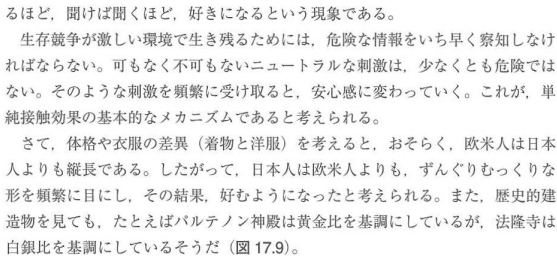 るほど，聞けば聞くほど，好きになるという現象である。
生存競争が激しい環境で生き残るためには，危険な情報をいち早く察知しなけ
ればならない。可もなく不可もないニュートラルな刺激は，少なくとも危険では
ない。そのような刺激を頻繁に受け取ると，安心感に変わっていく。これが，単
純接触効果の基本的なメカニズムであると考えられる。
さて，体格や衣服の差異（着物と洋服）を考えると，おそらく，欧米人は日本
人よりも縦長である。したがって，日本人は欧米人よりも，ずんぐりむっくりな
形を頻繁に目にし，その結果，好むようになったと考えられる。また，歴史的建
造物を見ても，たとえばパルテノン神殿は黄金比を基調にしているが，法隆寺は
白銀比を基調にしているそうだ（図 17.9）。